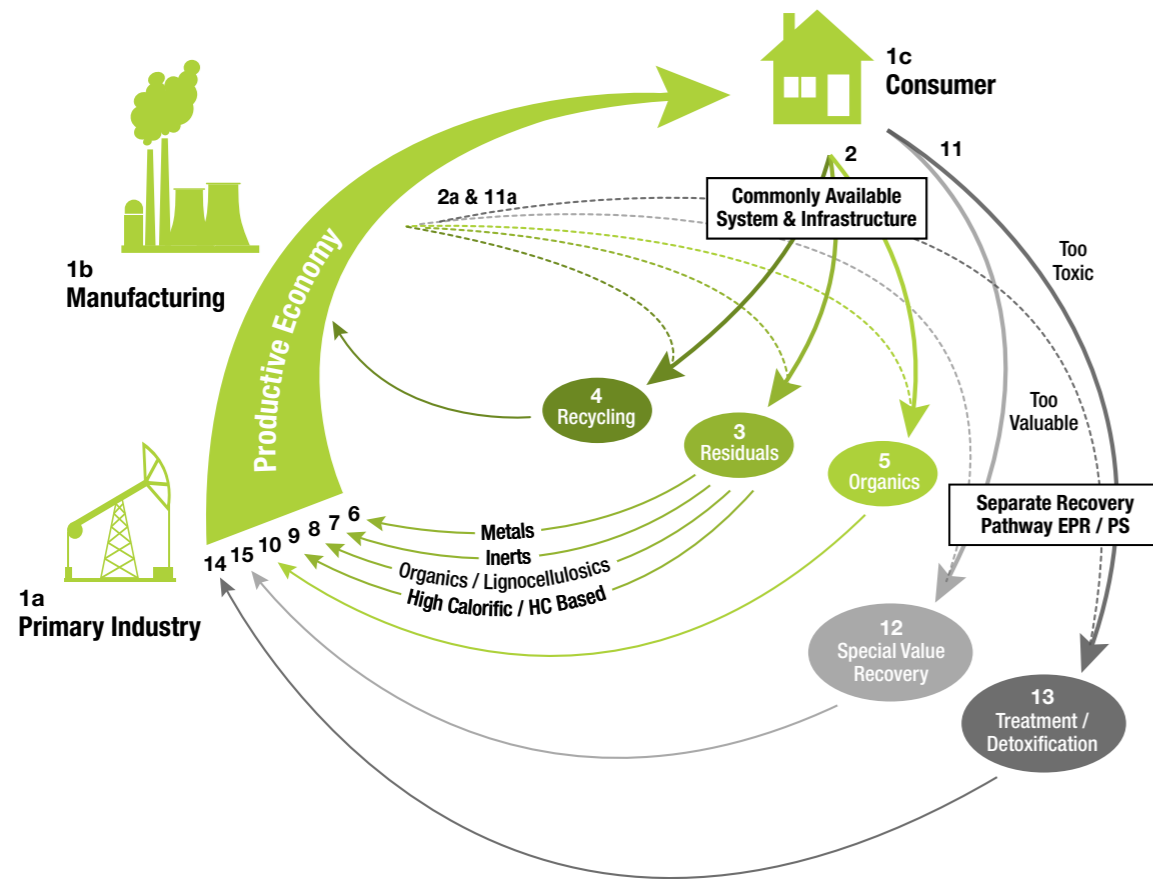 1c
Consumer
2
11
2a & 11a
Commonly Available
System & Infrastructure
1b
Manufacturing
Too
Toxic
Productive Economy
Too
Valuable
4
Recycling
3
Residuals
5
Organics
Separate Recovery
Pathway EPR / PS
6
7
8
9
10
15
14
Metals
Inerts
Organics / Lignocellulosics
High Calorific / HC Based
1a
Primary Industry
12
Special Value
Recovery
13
Treatment /
Detoxification